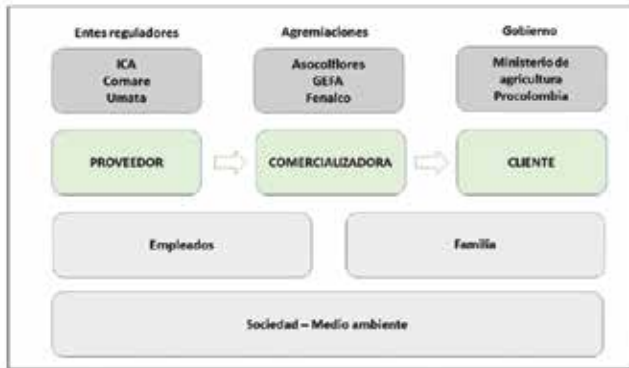 Entes reguladores
Agremiaciones
Gobierno
ICA
Cornare
Umata
Asocolflores
GEFA
Fenalco
Ministerio de
agricultura
Procolombia
PROVEEDOR
COMERCIALIZADORA
CLIENTE
Empleados
Familia
Sociedad – Medio ambiente